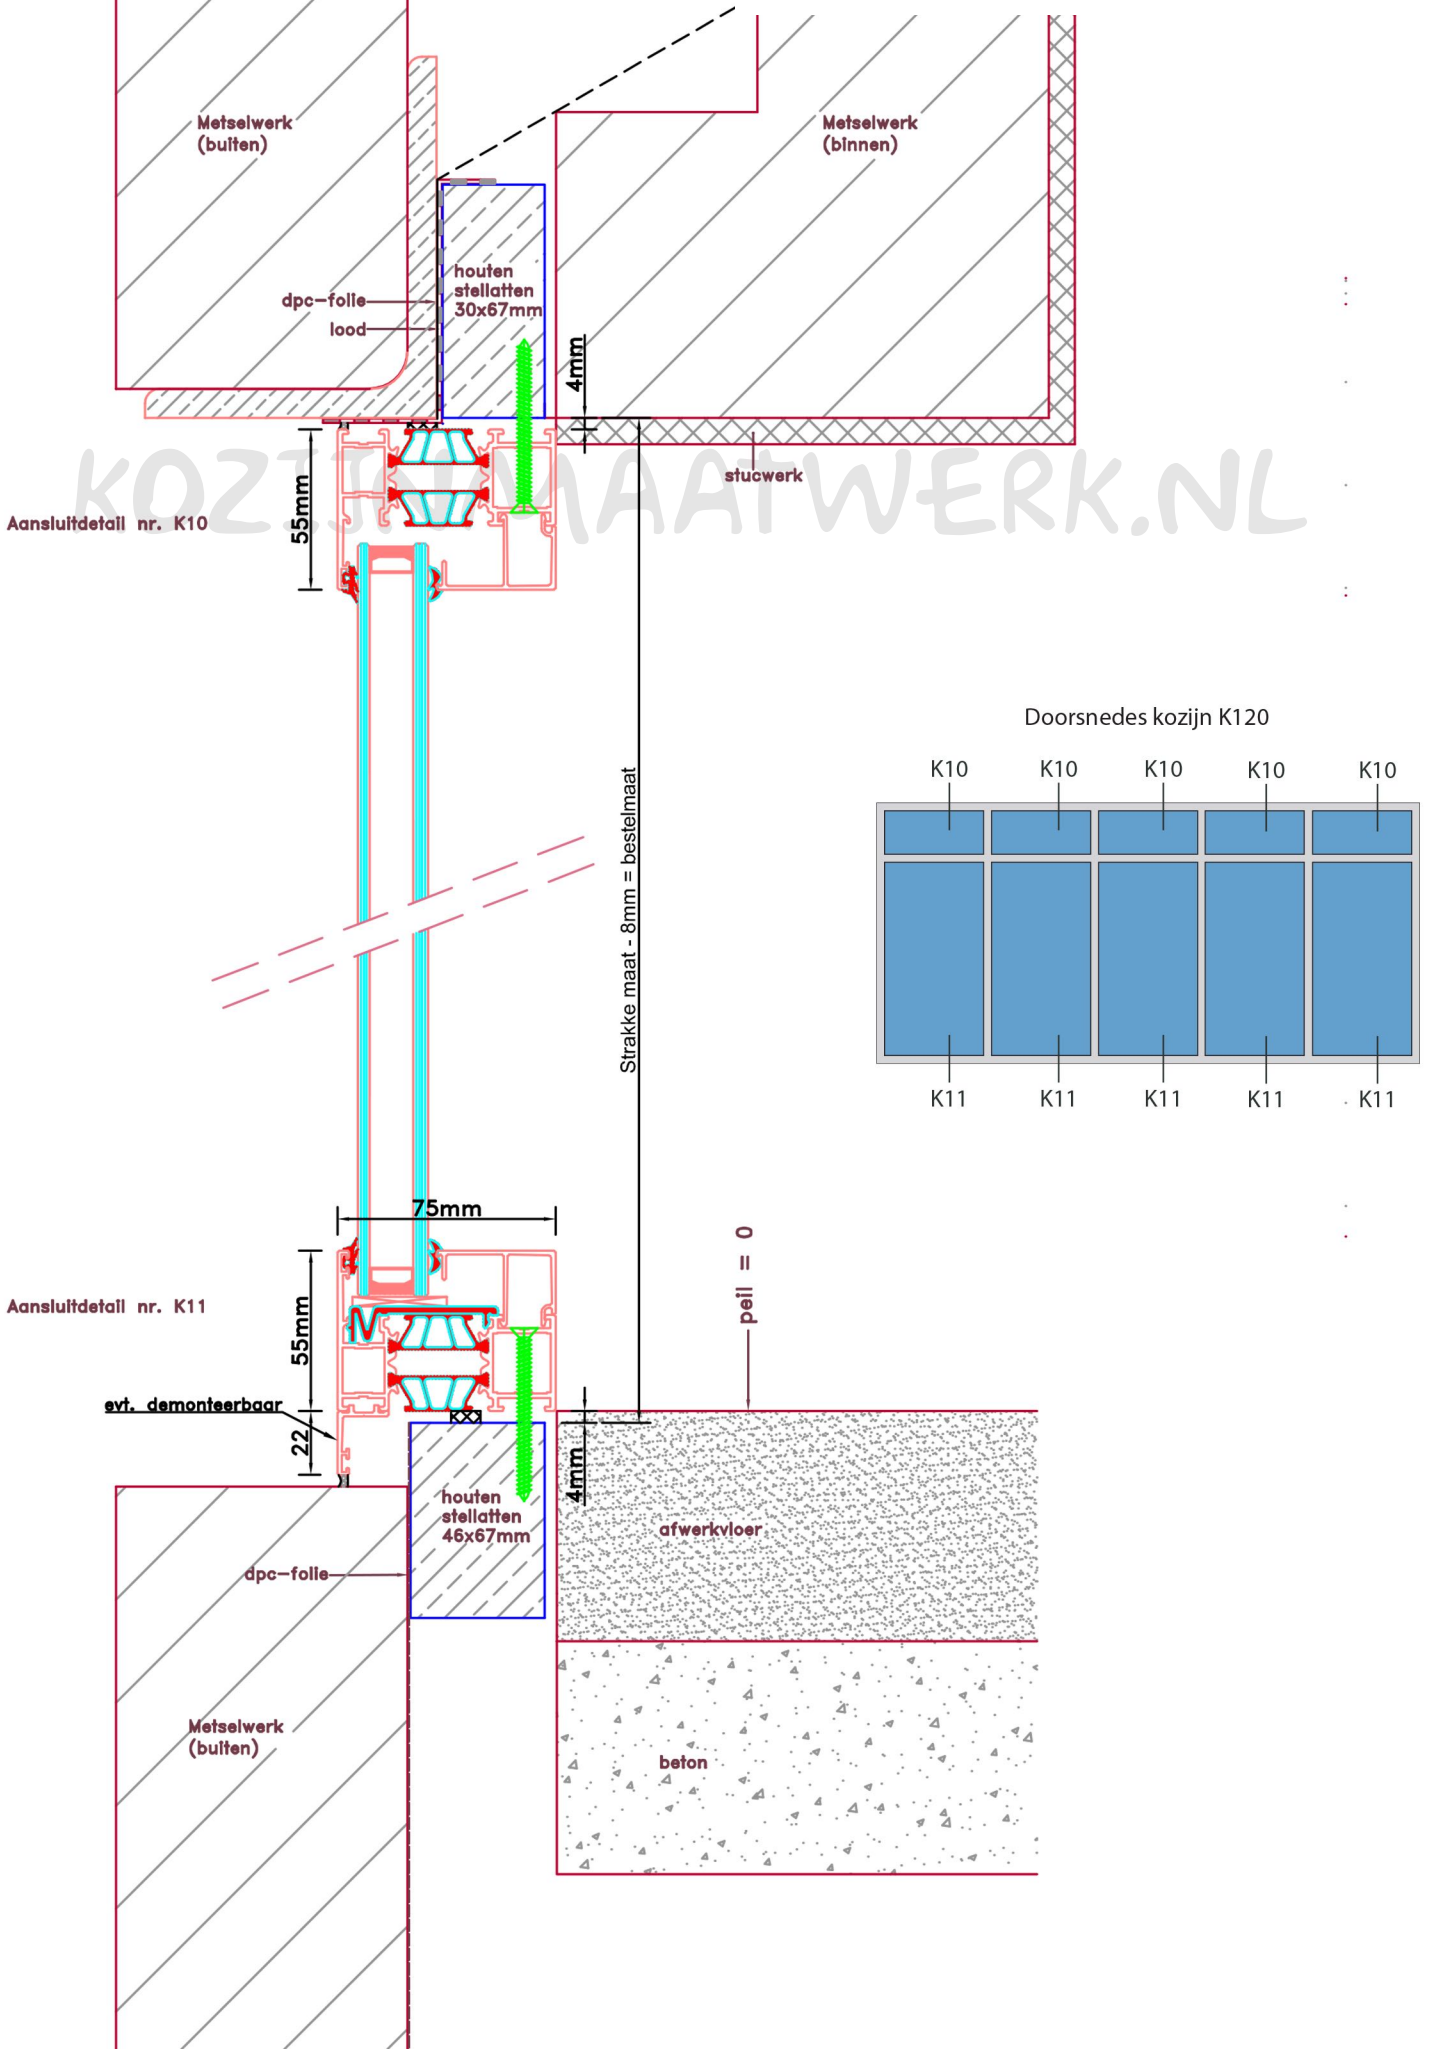 Metselwerk
(buiten)
Metselwerk
(binnen)
houten
stellatten
30x67mm
dpc-folie
lood
4mm
KOZIJNMAATWERK.NL
stucwerk
55mm
Aansluitdetail nr. K10
Strakke maat - 8mm = bestelmaat
Doorsnedes kozijn K120
K10 K10 K10 K10 K10
K11 K11 K11 K11 K11
75mm
peil = 0
Aansluitdetail nr. K11
55mm
evt. demonteerbaar
22
4mm
houten
stellatten
46x67mm
afwerkvloer
dpc-folie
Metselwerk
(buiten)
beton